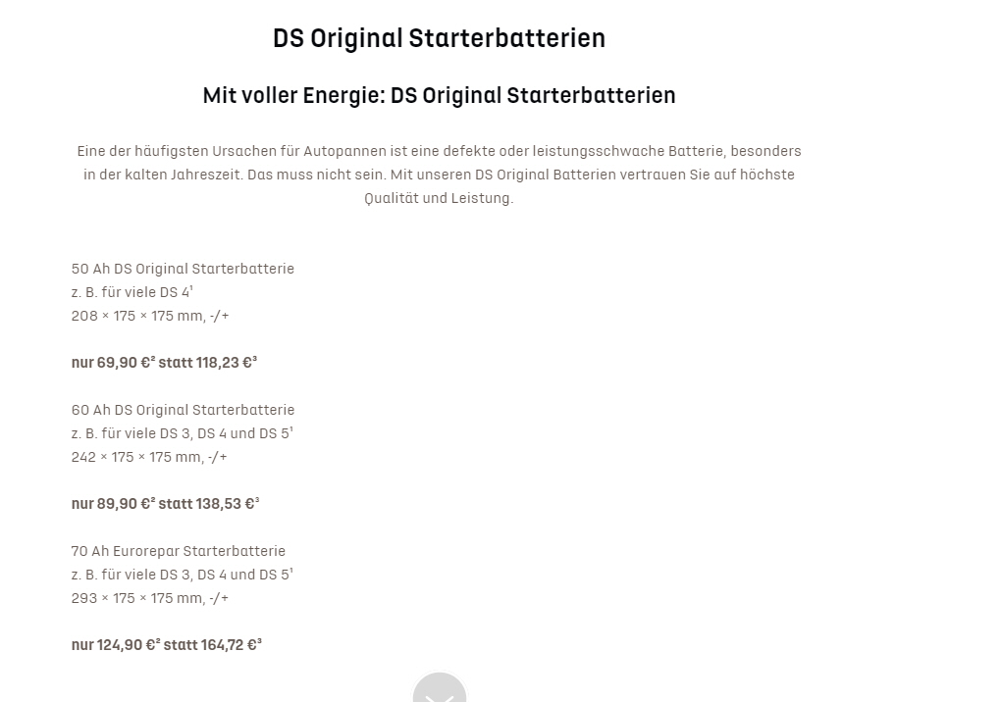 DS Original Starterbatterien
Mit voller Energie: DS Original Starterbatterien
Eine der häufigsten Ursachen für Autopannen ist eine defekte oder leistungsschwache Batterie, besonders
in der kalten Jahreszeit. Das muss nicht sein. Mit unseren DS Original Batterien vertrauen Sie auf höchste
Qualität und Leistung.
50 Ah DS Original Starterbatterie
z. B. für viele DS 4¹
208 × 175 × 175 mm, -/+
nur 69,90 €² statt 118,23 €³
60 Ah DS Original Starterbatterie
z. B. für viele DS 3, DS 4 und DS 5¹
242 × 175 × 175 mm, -/+
nur 89,90 €² statt 138,53 €³
70 Ah Eurorepar Starterbatterie
z. B. für viele DS 3, DS 4 und DS 5¹
293 × 175 × 175 mm, -/+
nur 124,90 €² statt 164,72 €³